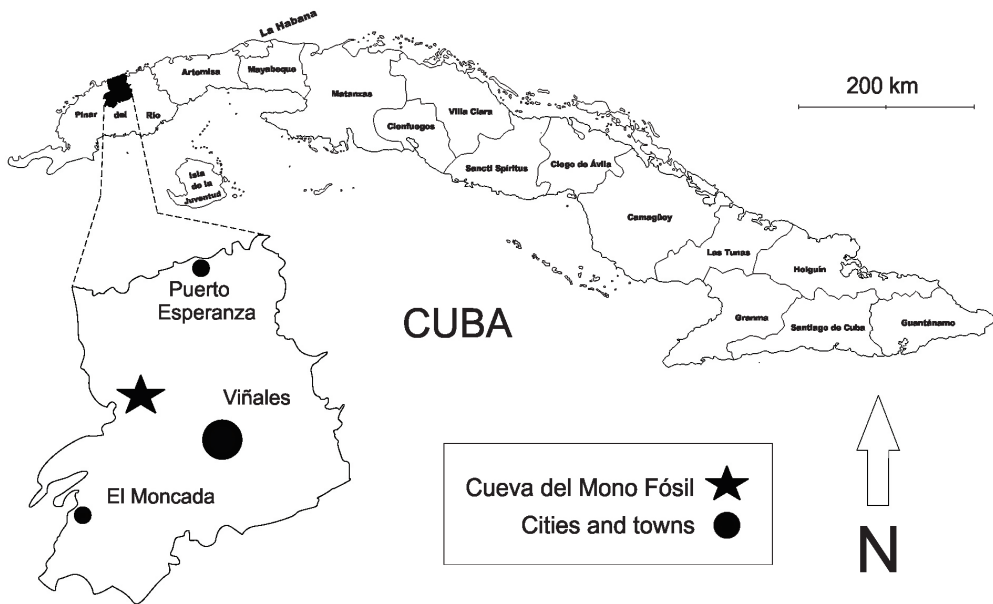 La Habana
200 km
Artemisa
Mayabeque
Matanzas
Villa Clara
Pinar del Río
Cienfuegos
Sancti Spíritus
Ciego de Ávila
Isla
de la
Juventud
Camagüey
Las Tunas
Holguín
Granma
Santiago de Cuba
Guantánamo
Puerto
Esperanza
CUBA
Viñales
El Moncada
Cueva del Mono Fósil
Cities and towns
N